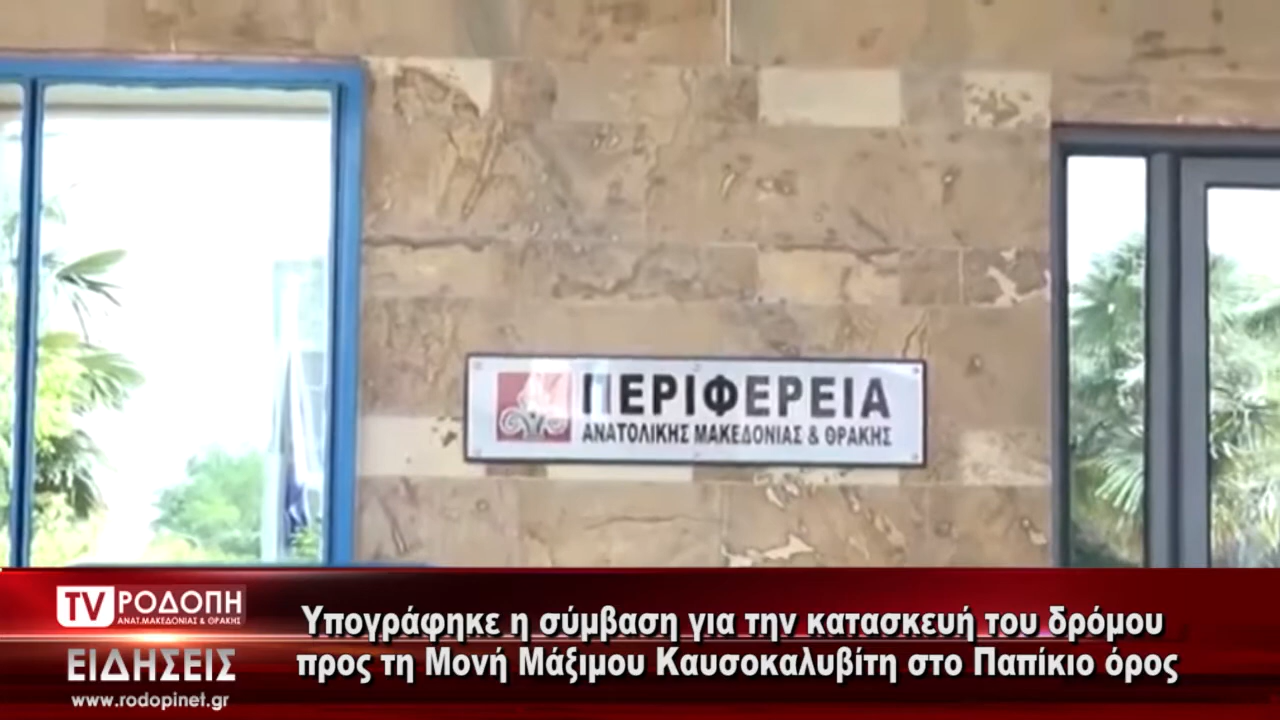 ΠΕΡΙΦΕΡΕΙΑ
ΑΝΑΤΟΛΙΚΗΣ ΜΑΚΕΔΟΝΙΑΣ & ΘΡΑΚΗΣ
TV ΡΟΔΟΠΗ
ΑΝΑΤ.ΜΑΚΕΔΟΝΙΑΣ & ΘΡΑΚΗΣ
ΕΙΔΗΣΕΙΣ
www.rodopinet.gr
Υπογράφηκε η σύμβαση για την κατασκευή του δρόμου
προς τη Μονή Μάξιμου Καυσοκαλυβίτη στο Παπίκιο όρος